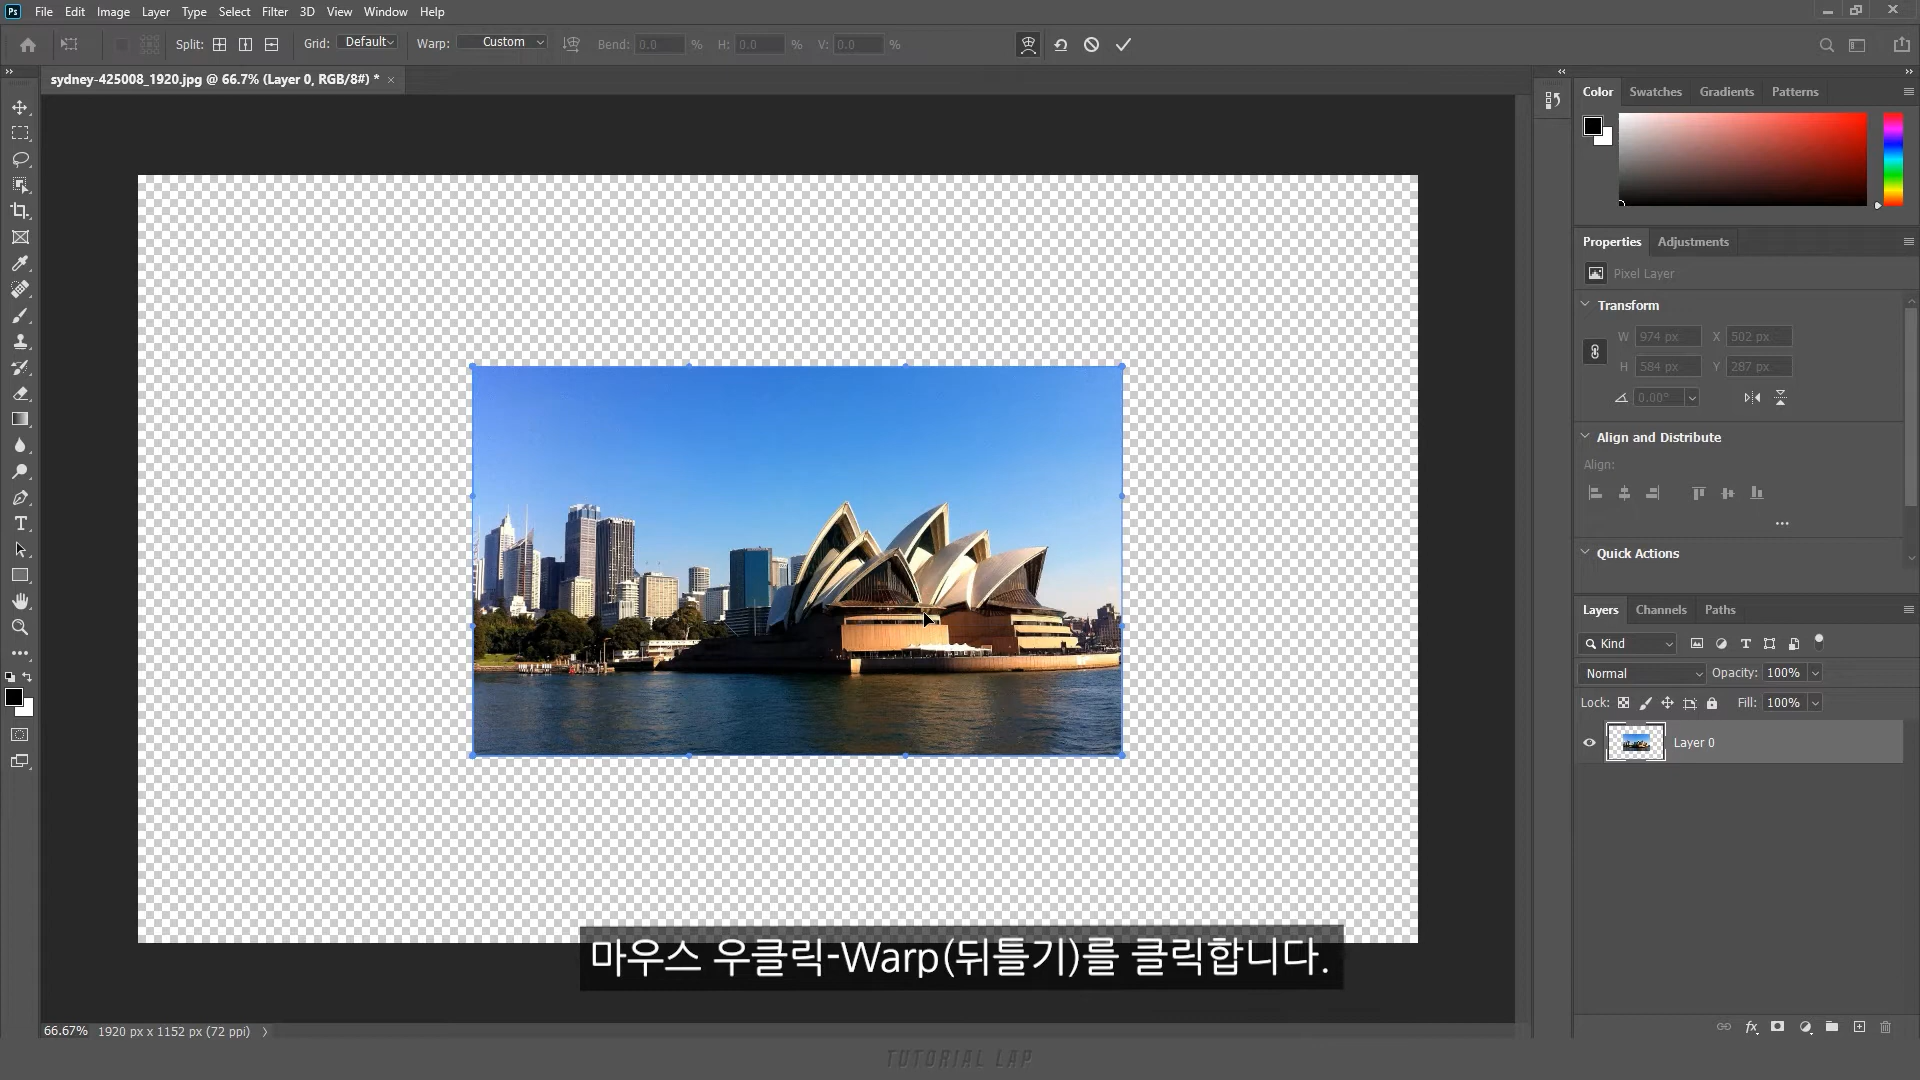 Ps File Edit Image Layer Type Select Filter 3D View Window Help
Split: Grid: Default Warp: Custom Bend: 0.0 % H: 0.0 % V: 0.0 %
sydney-425008_1920.jpg @ 66.7% (Layer 0, RGB/8#) * ×
Color Swatches Gradients Patterns
Properties Adjustments
Pixel Layer
Transform
W 974 px X 502 px
H 584 px Y 287 px
0.00°
Align and Distribute
Align:
Quick Actions
Layers Channels Paths
Kind
Normal Opacity: 100%
Lock: Fill: 100%
Layer 0
마우스 우클릭-Warp(뒤틀기)를 클릭합니다.
66.67% 1920 px x 1152 px (72 ppi)
fx
TUTORIAL LAP